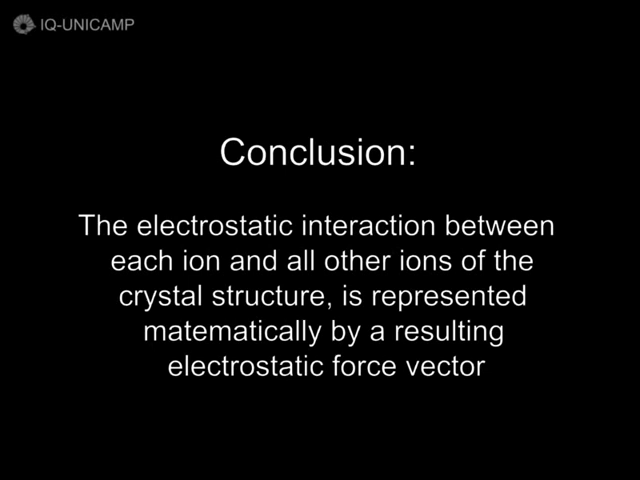 IQ-UNICAMP
Conclusion:
The electrostatic interaction between
each ion and all other ions of the
crystal structure, is represented
matematically by a resulting
electrostatic force vector